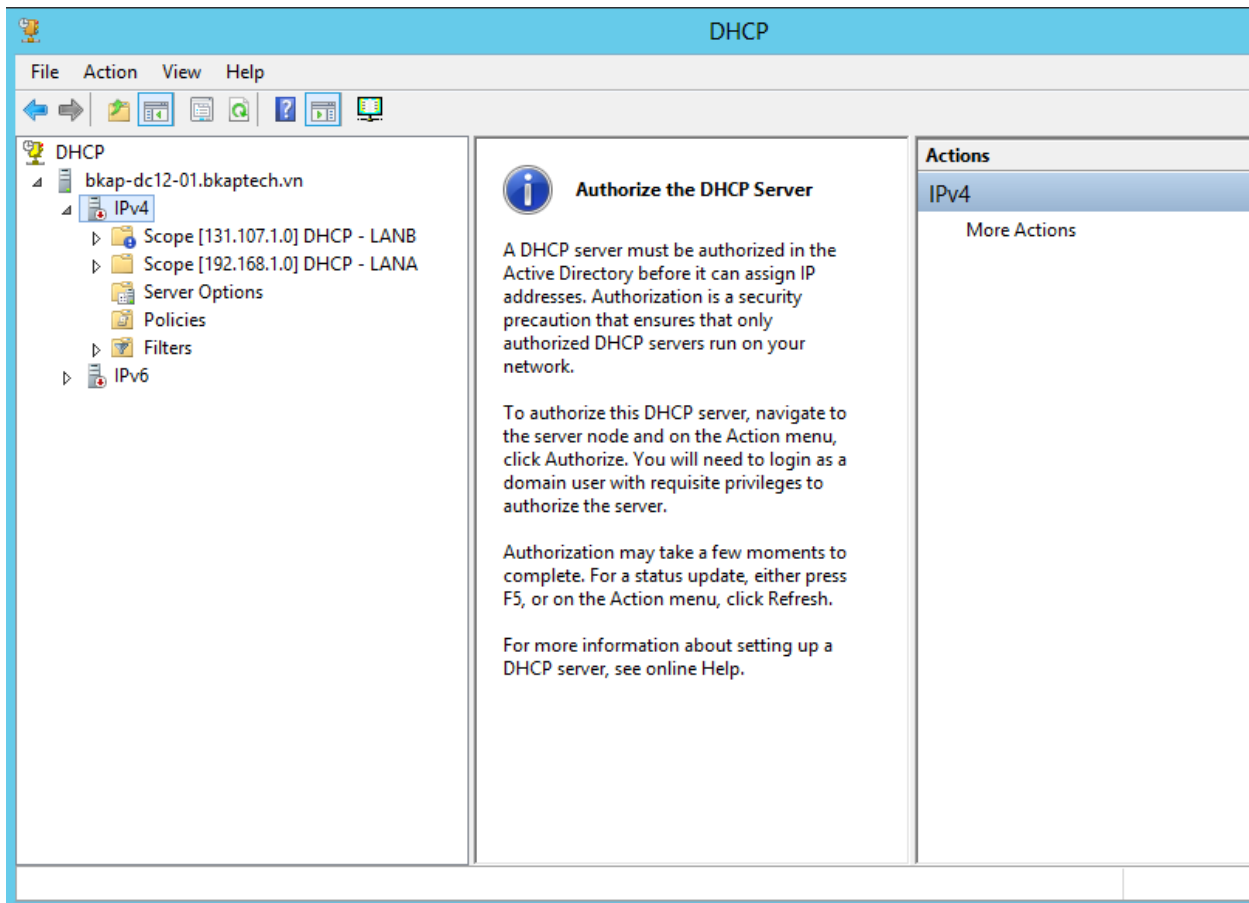 DHCP
File Action View Help
DHCP
bkap-dc12-01.bkaptech.vn
IPv4
Scope [131.107.1.0] DHCP - LANB
Scope [192.168.1.0] DHCP - LANA
Server Options
Policies
Filters
IPv6
Authorize the DHCP Server
A DHCP server must be authorized in the
Active Directory before it can assign IP
addresses. Authorization is a security
precaution that ensures that only
authorized DHCP servers run on your
network.
To authorize this DHCP server, navigate to
the server node and on the Action menu,
click Authorize. You will need to login as a
domain user with requisite privileges to
authorize the server.
Authorization may take a few moments to
complete. For a status update, either press
F5, or on the Action menu, click Refresh.
For more information about setting up a
DHCP server, see online Help.
Actions
IPv4
More Actions